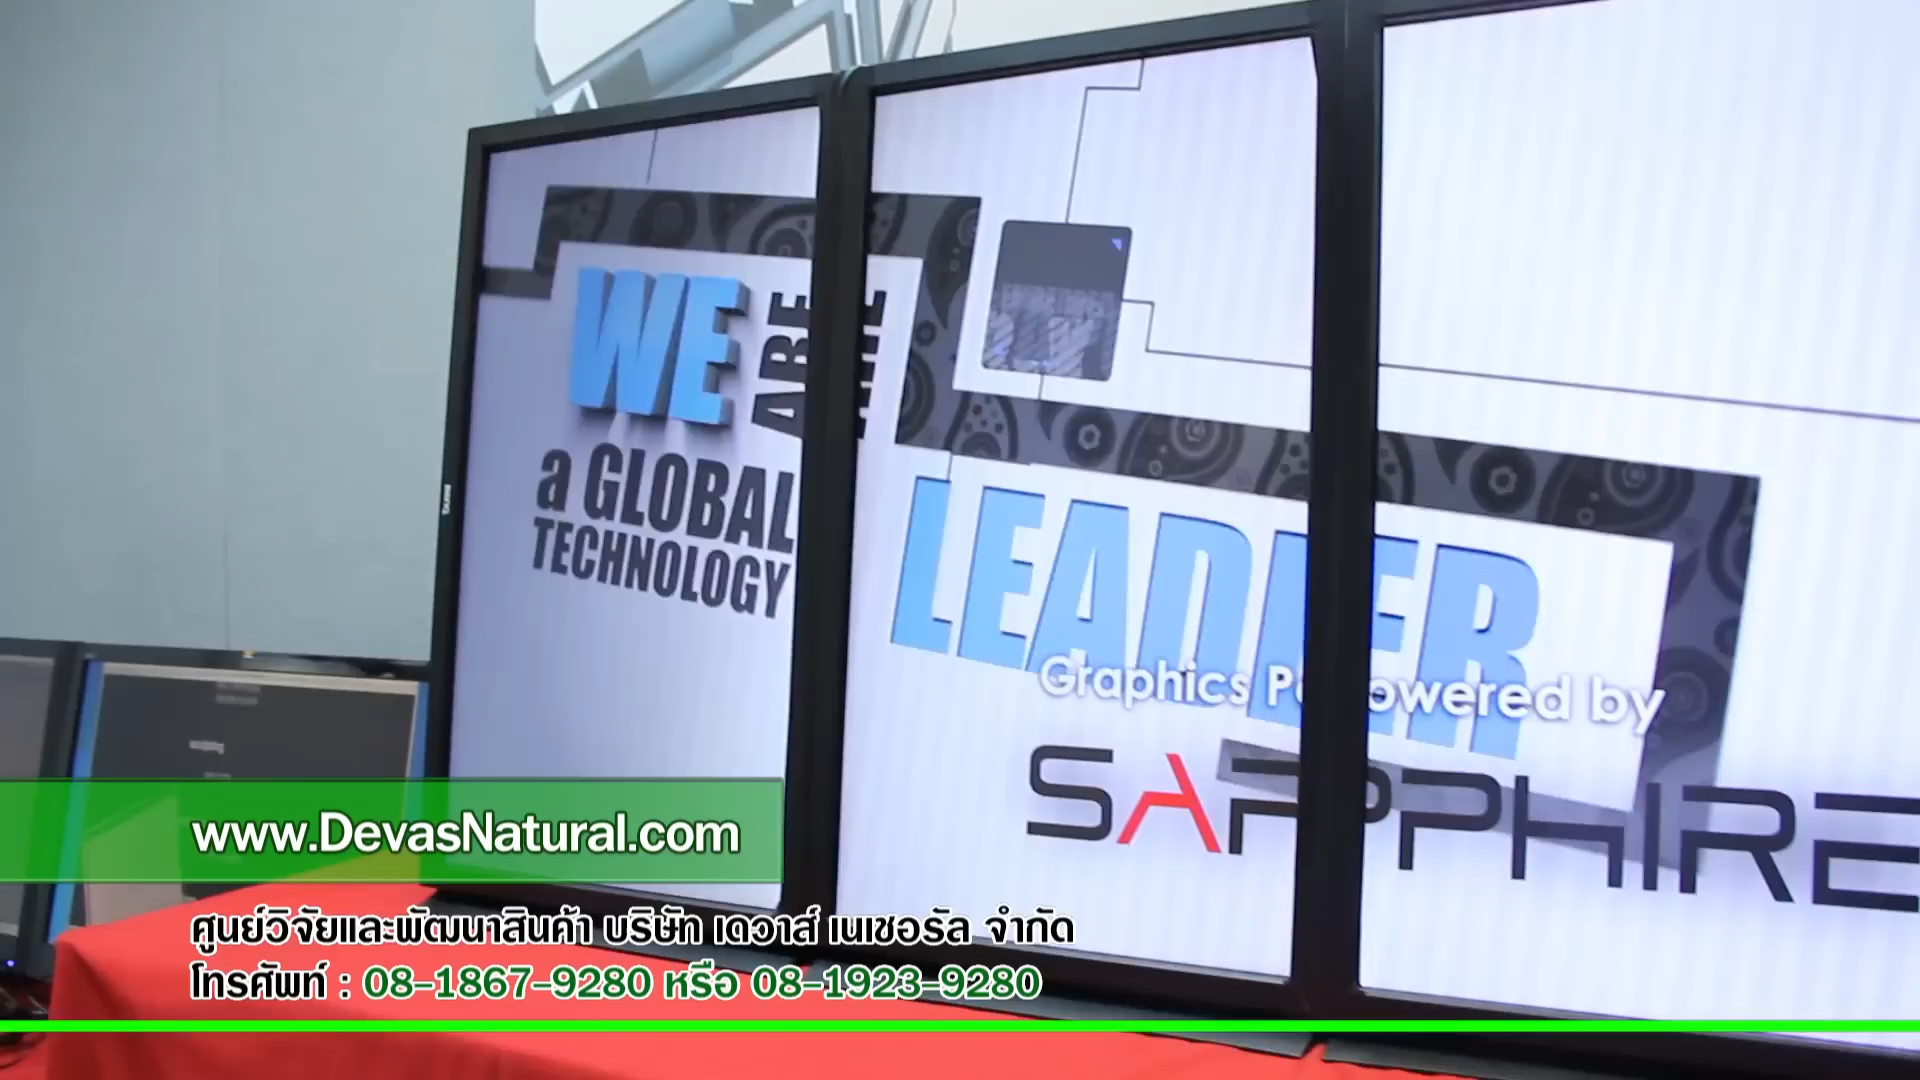 WE ARE
a GLOBAL
TECHNOLOGY
LEADER
Graphics Powered by
SAPPHIRE
www.DevasNatural.com
ศูนย์วิจัยและพัฒนาสินค้า บริษัท เดวาส์ เนเชอรัล จำกัด
โทรศัพท์ : 08-1867-9280 หรือ 08-1923-9280